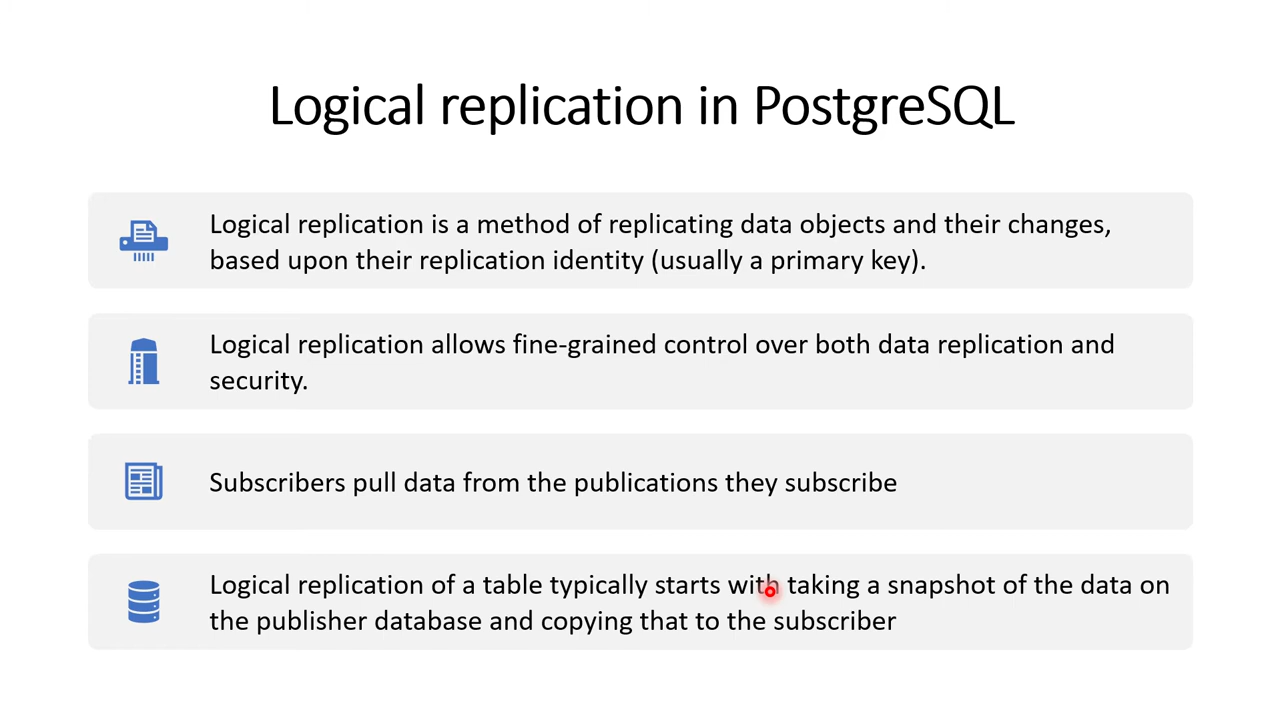 Logical replication in PostgreSQL
Logical replication is a method of replicating data objects and their changes,
based upon their replication identity (usually a primary key).
Logical replication allows fine-grained control over both data replication and
security.
Subscribers pull data from the publications they subscribe
Logical replication of a table typically starts with taking a snapshot of the data on
the publisher database and copying that to the subscriber